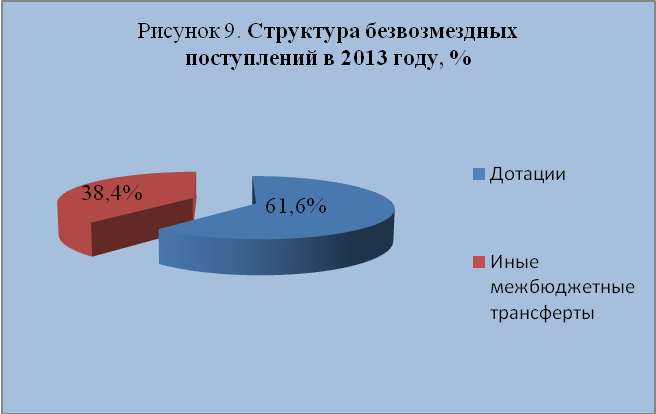 Рисунок 9. Структура безвозмездных
поступлений в 2013 году, %
38,4%
61,6%
Дотации
Иные
межбюджетные
трансферты